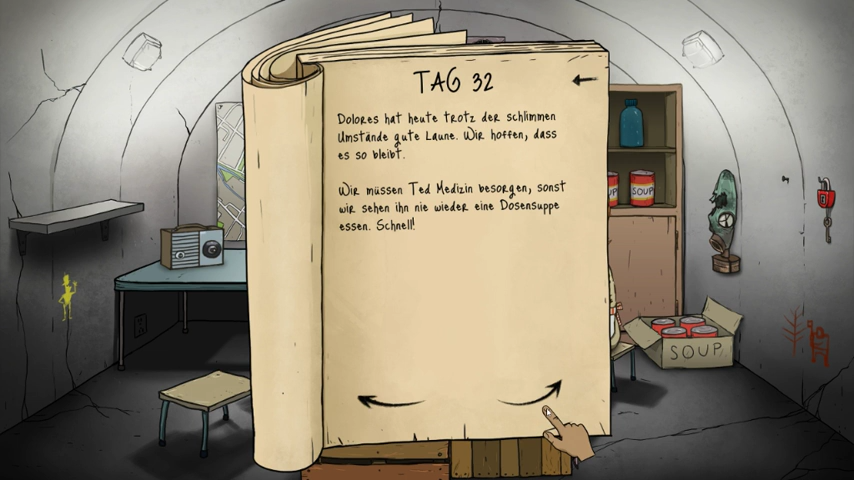 TAG 32
Dolores hat heute trotz der schlimmen
Umstände gute Laune. Wir hoffen, dass
es so bleibt.
Wir müssen Ted Medizin besorgen, sonst
wir sehen ihn nie wieder eine Dosensuppe
essen. Schnell!
SOUP
SOUP